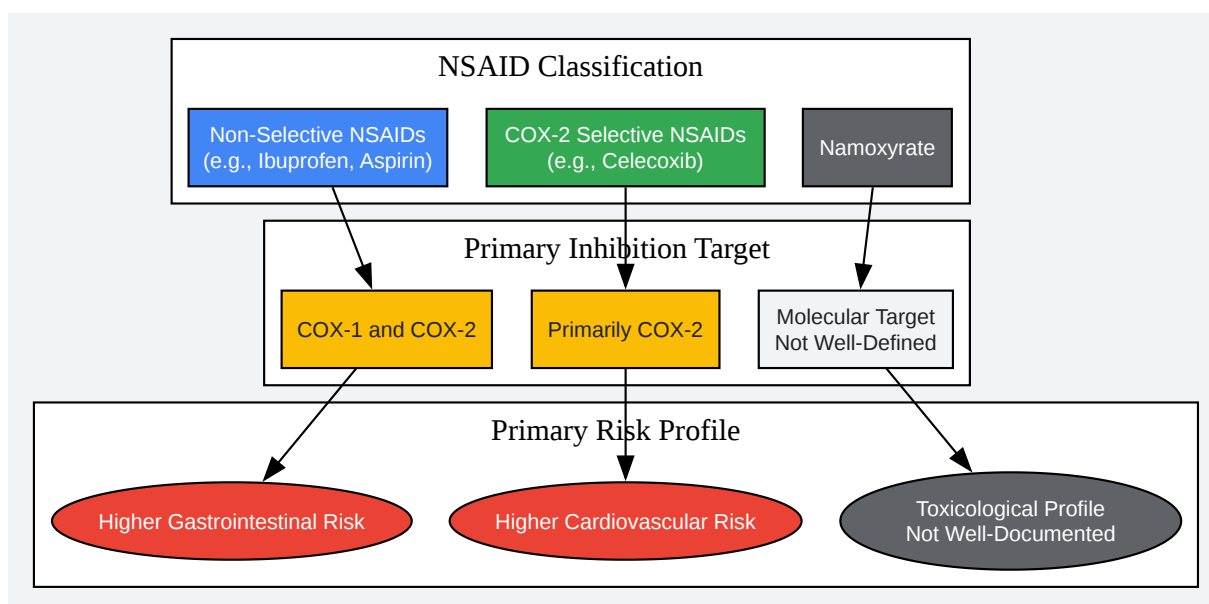 NSAID Classification
Non-Selective NSAIDs
(e.g., Ibuprofen, Aspirin)
COX-2 Selective NSAIDs
(e.g., Celecoxib)
Namoxyrate
Primary Inhibition Target
COX-1 and COX-2
Primarily COX-2
Molecular Target
Not Well-Defined
Primary Risk Profile
Higher Gastrointestinal Risk
Higher Cardiovascular Risk
Toxicological Profile
Not Well-Documented